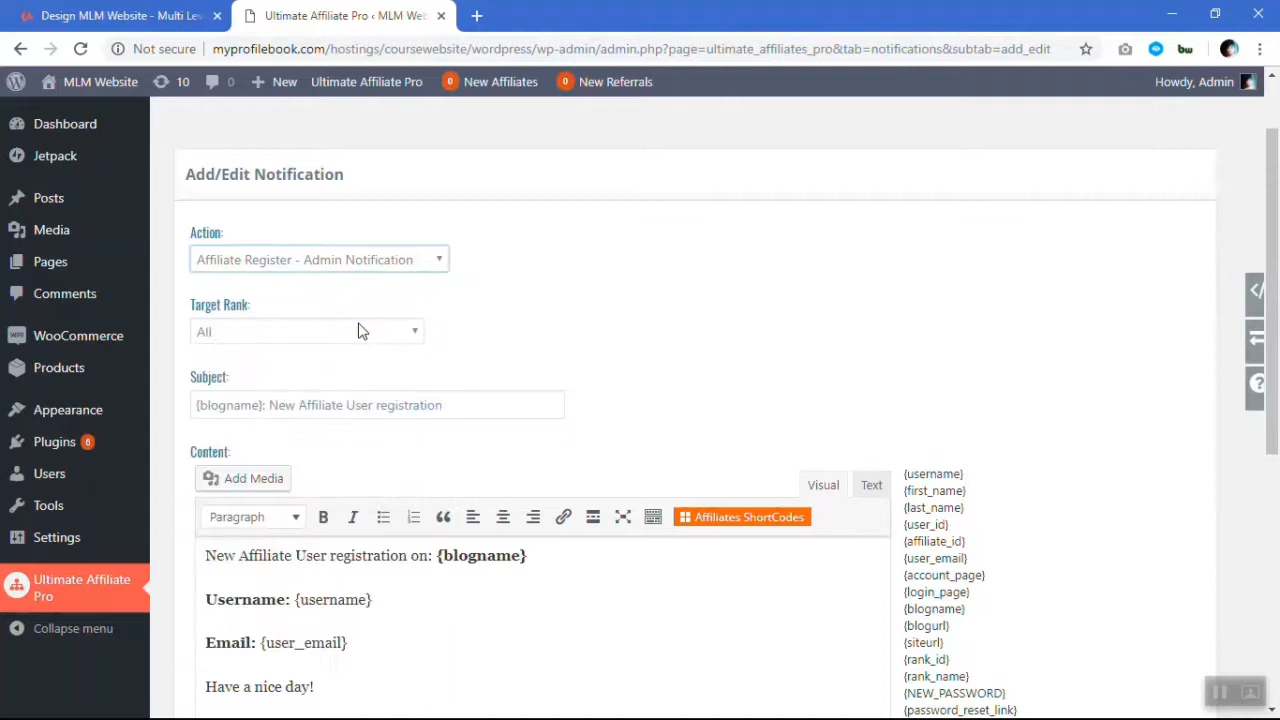 Design MLM Website - Multi Lev
Ultimate Affiliate Pro ‹ MLM Web
Not secure
myprofilebook.com/hostings/coursewebsite/wordpress/wp-admin/admin.php?page=ultimate_affiliates_pro&tab=notifications&subtab=add_edit
bw
MLM Website
10
0
New
Ultimate Affiliate Pro
0 New Affiliates
0 New Referrals
Howdy, Admin
Dashboard
Jetpack
Posts
Media
Pages
Comments
WooCommerce
Products
Appearance
Plugins 6
Users
Tools
Settings
Ultimate Affiliate
Pro
Collapse menu
Add/Edit Notification
Action:
Affiliate Register - Admin Notification
Target Rank:
All
Subject:
{blogname}: New Affiliate User registration
Content:
Add Media
Visual
Text
Paragraph
B
I
Affiliates ShortCodes
New Affiliate User registration on: {blogname}
Username: {username}
Email: {user_email}
Have a nice day!
{username}
{first_name}
{last_name}
{user_id}
{affiliate_id}
{user_email}
{account_page}
{login_page}
{blogname}
{blogurl}
{siteurl}
{rank_id}
{rank_name}
{NEW_PASSWORD}
{password_reset_link}